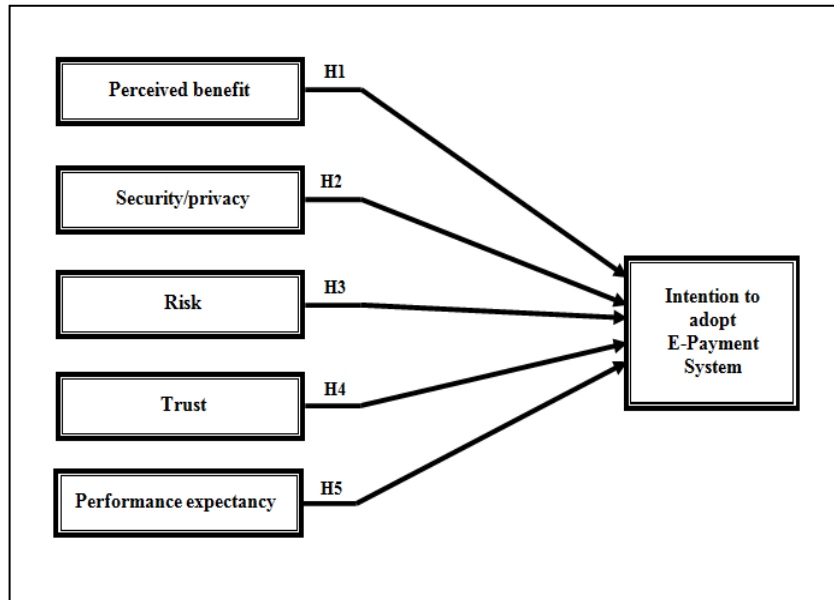 Perceived benefit
H1
Security/privacy
H2
Risk
H3
Trust
H4
Performance expectancy
H5
Intention to
adopt
E-Payment
System